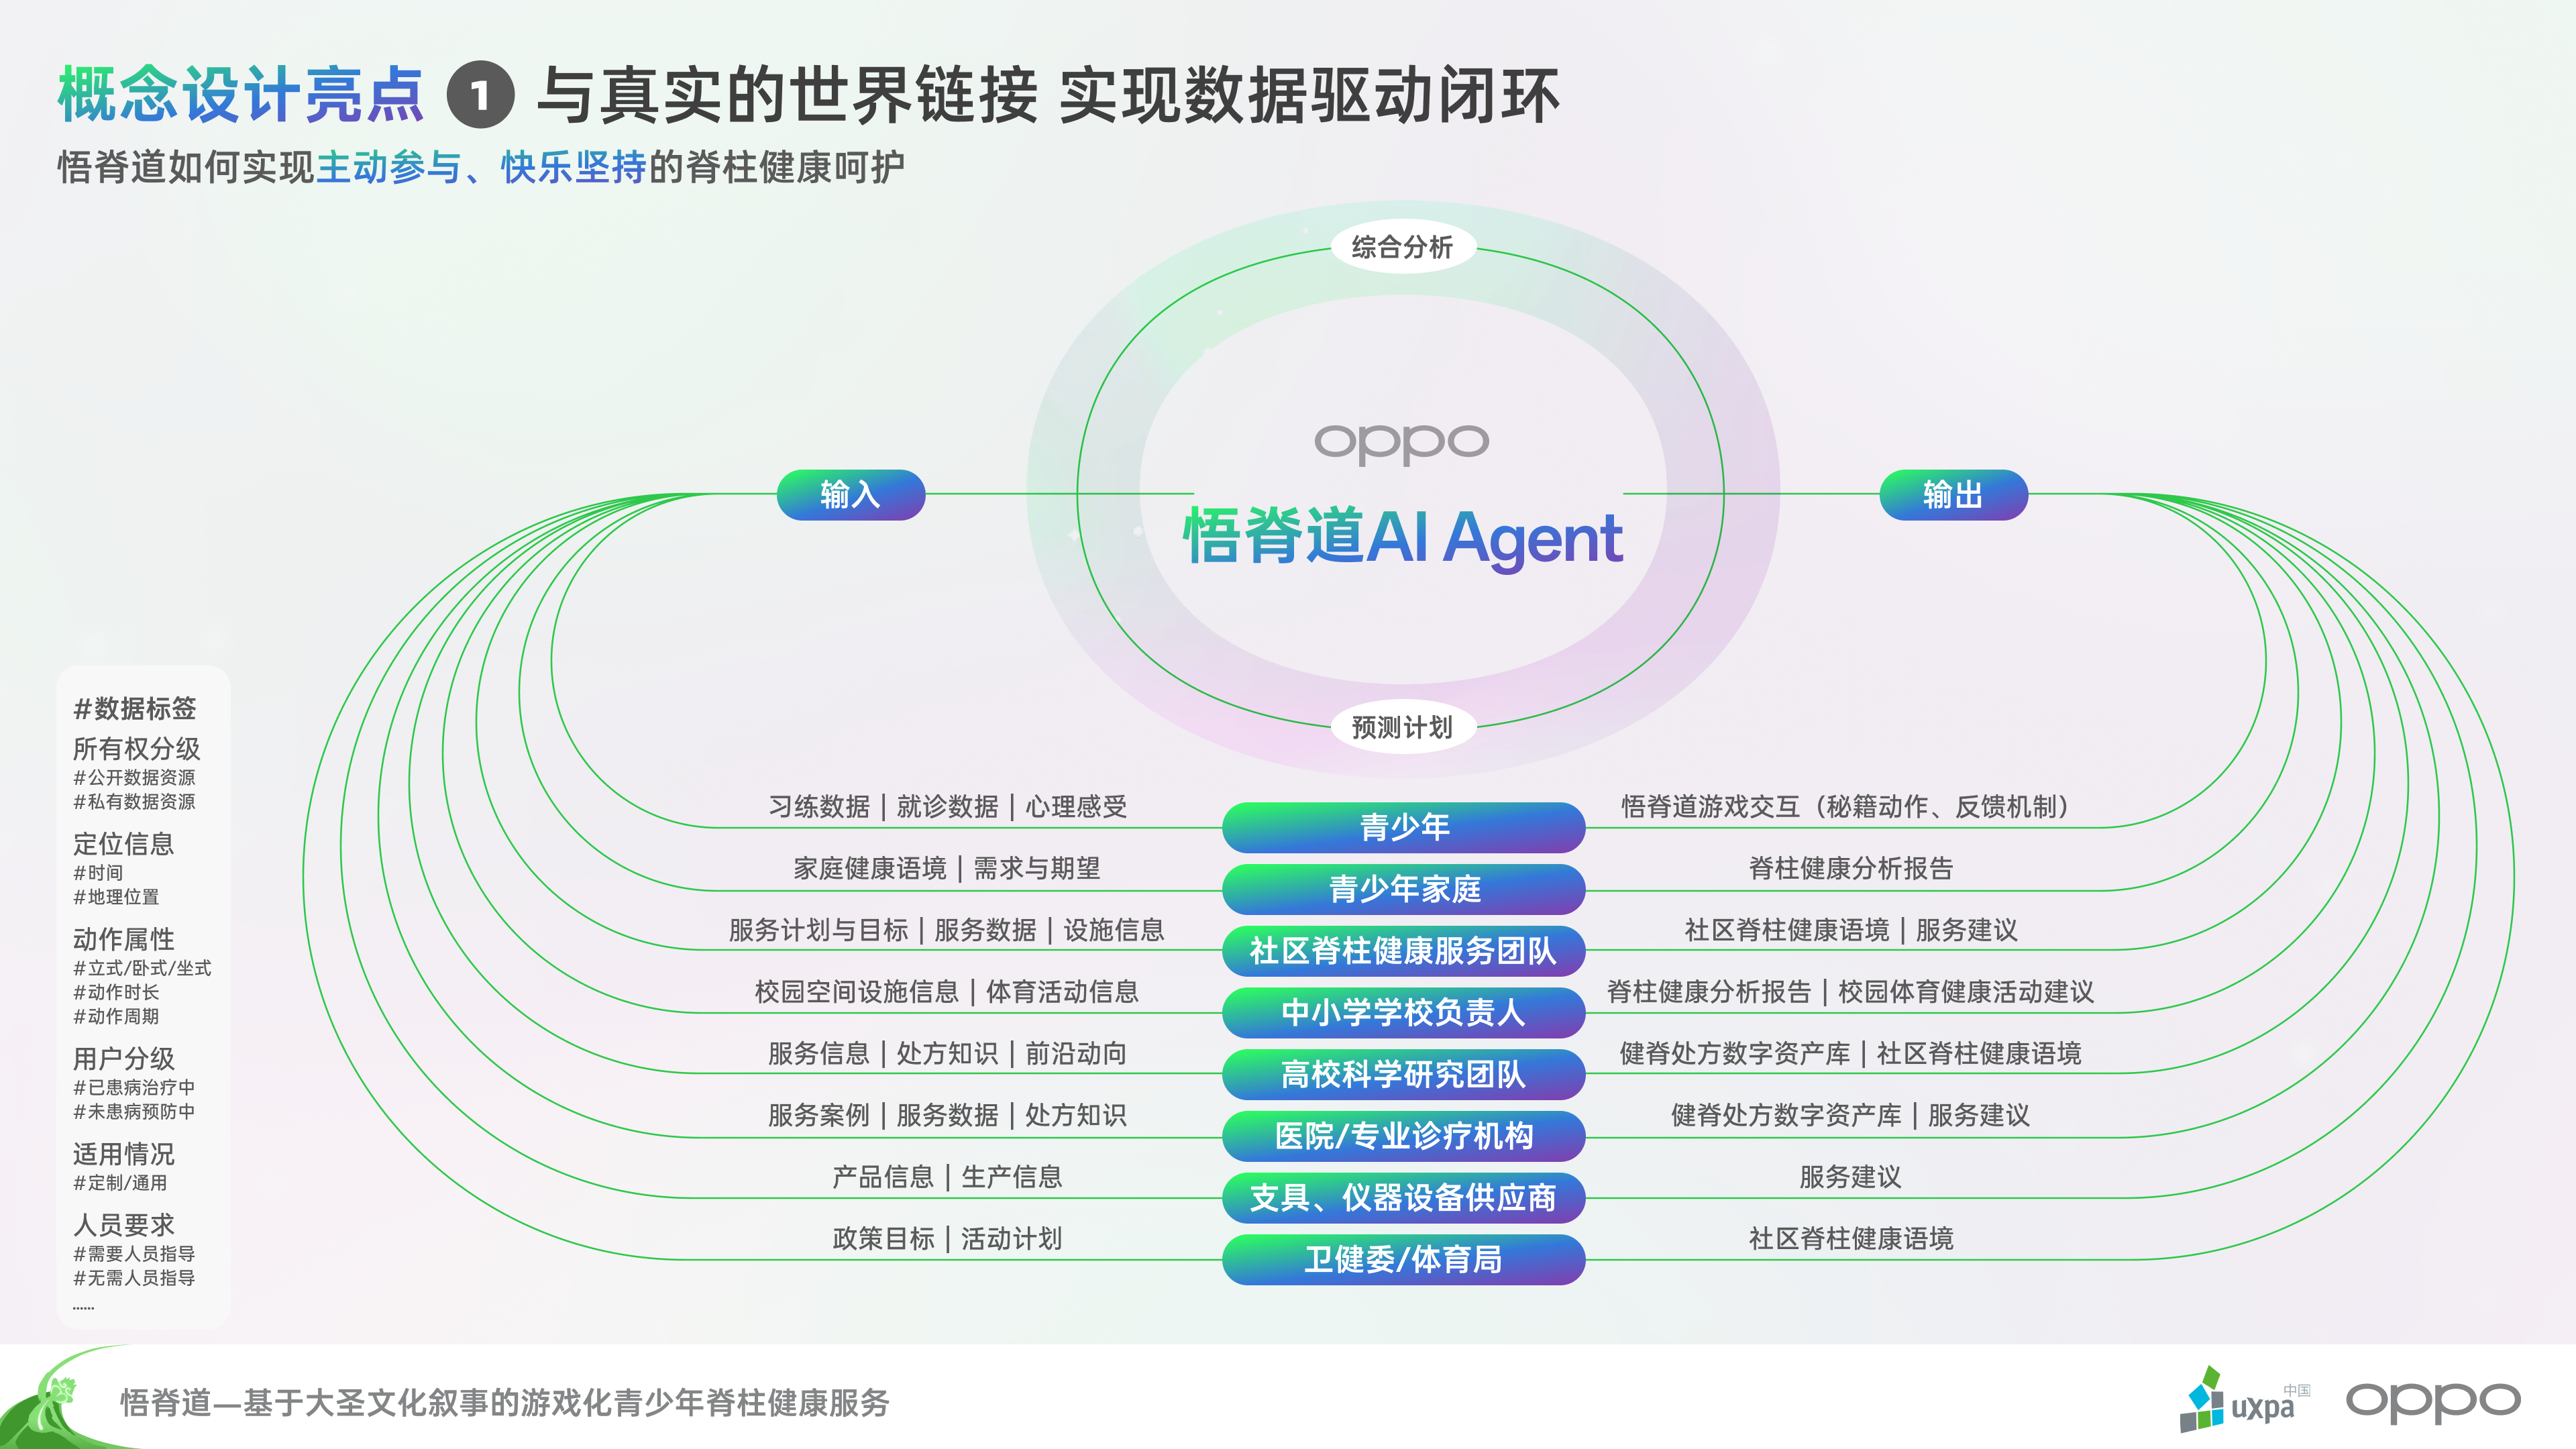 概念设计亮点 1 与真实的世界链接 实现数据驱动闭环
悟脊道如何实现主动参与、快乐坚持的脊柱健康呵护
综合分析
oppo
输入
输出
悟脊道AI Agent
预测计划
#数据标签
所有权分级
#公开数据资源
#私有数据资源
定位信息
#时间
#地理位置
动作属性
#立式/卧式/坐式
#动作时长
#动作周期
用户分级
#已患病治疗中
#未患病预防中
适用情况
#定制/通用
人员要求
#需要人员指导
#无需人员指导
......
习练数据 | 就诊数据 | 心理感受
青少年
悟脊道游戏交互（秘籍动作、反馈机制）
家庭健康语境 | 需求与期望
青少年家庭
脊柱健康分析报告
服务计划与目标 | 服务数据 | 设施信息
社区脊柱健康服务团队
社区脊柱健康语境 | 服务建议
校园空间设施信息 | 体育活动信息
中小学学校负责人
脊柱健康分析报告 | 校园体育健康活动建议
服务信息 | 处方知识 | 前沿动向
高校科学研究团队
健脊处方数字资产库 | 社区脊柱健康语境
服务案例 | 服务数据 | 处方知识
医院/专业诊疗机构
健脊处方数字资产库 | 服务建议
产品信息 | 生产信息
支具、仪器设备供应商
服务建议
政策目标 | 活动计划
卫健委/体育局
社区脊柱健康语境
悟脊道—基于大圣文化叙事的游戏化青少年脊柱健康服务
uxpa中国
oppo